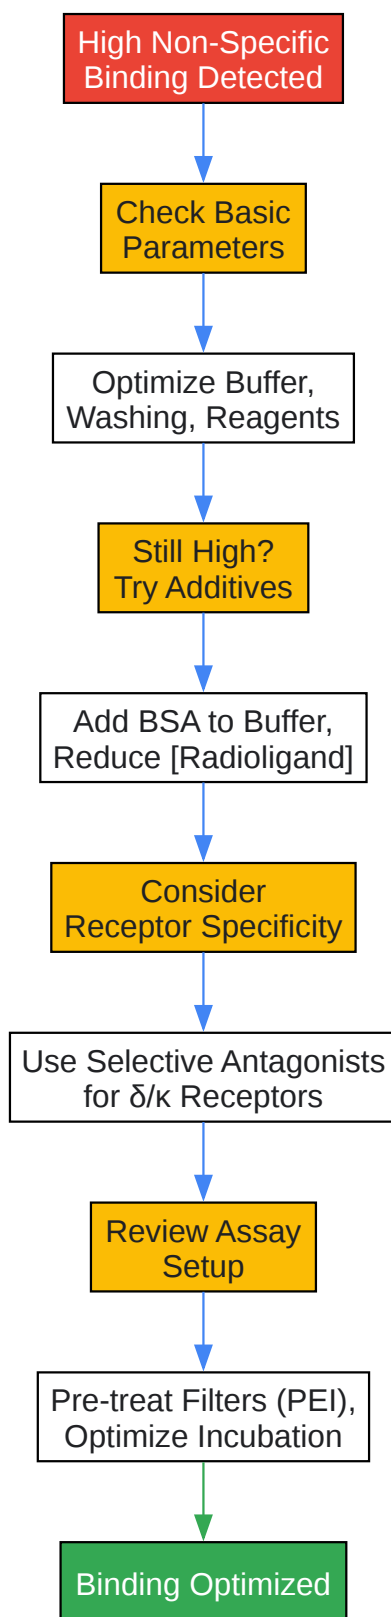 High Non-Specific
Binding Detected
Check Basic
Parameters
Optimize Buffer,
Washing, Reagents
Still High?
Try Additives
Add BSA to Buffer,
Reduce [Radioligand]
Consider
Receptor Specificity
Use Selective Antagonists
for δ/κ Receptors
Review Assay
Setup
Pre-treat Filters (PEI),
Optimize Incubation
Binding Optimized